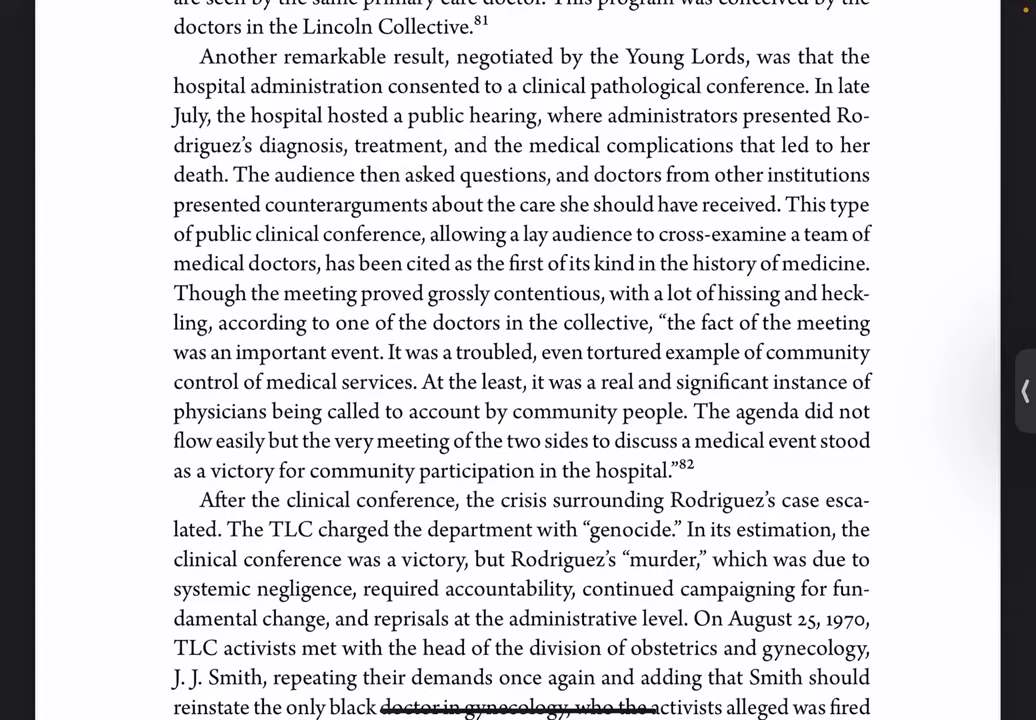 are seen by the same primary care doctor. This program was conceived by the
doctors in the Lincoln Collective.81
Another remarkable result, negotiated by the Young Lords, was that the
hospital administration consented to a clinical pathological conference. In late
July, the hospital hosted a public hearing, where administrators presented Ro-
driguez’s diagnosis, treatment, and the medical complications that led to her
death. The audience then asked questions, and doctors from other institutions
presented counterarguments about the care she should have received. This type
of public clinical conference, allowing a lay audience to cross-examine a team of
medical doctors, has been cited as the first of its kind in the history of medicine.
Though the meeting proved grossly contentious, with a lot of hissing and heck-
ling, according to one of the doctors in the collective, “the fact of the meeting
was an important event. It was a troubled, even tortured example of community
control of medical services. At the least, it was a real and significant instance of
physicians being called to account by community people. The agenda did not
flow easily but the very meeting of the two sides to discuss a medical event stood
as a victory for community participation in the hospital.”82
After the clinical conference, the crisis surrounding Rodriguez’s case esca-
lated. The TLC charged the department with “genocide.” In its estimation, the
clinical conference was a victory, but Rodriguez’s “murder,” which was due to
systemic negligence, required accountability, continued campaigning for fun-
damental change, and reprisals at the administrative level. On August 25, 1970,
TLC activists met with the head of the division of obstetrics and gynecology,
J. J. Smith, repeating their demands once again and adding that Smith should
reinstate the only black doctor in gynecology, who the activists alleged was fired